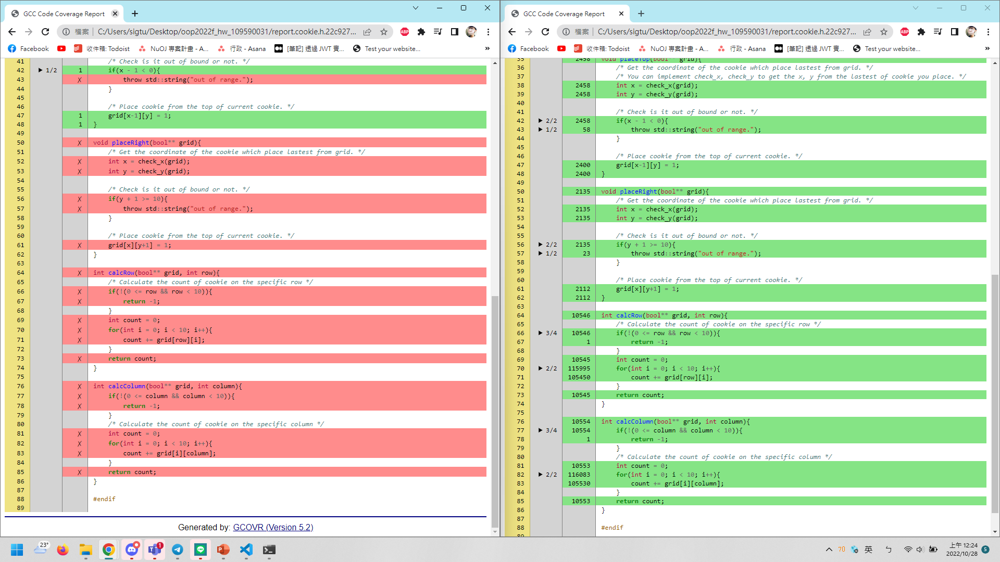 GCC Code Coverage Report
檔案 C:/Users/sigtu/Desktop/oop2022f_hw_109590031/report.cookie.h.22c927...
ABP
Facebook
收件箱: Todoist
NuOJ 專案計畫 - A...
行政 - Asana
[筆記] 透過 JWT 實...
Test your website...
»
41 /* Check is it out of bound or not. */
42 ▶ 1/2 1 if(x - 1 < 0){
43 ✗ throw std::string("out of range.");
44 }
45
46 /* Place cookie from the top of current cookie. */
47 1 grid[x-1][y] = 1;
48 1 }
49
50 ✗ void placeRight(bool** grid){
51 /* Get the coordinate of the cookie which place lastest from grid. */
52 ✗ int x = check_x(grid);
53 ✗ int y = check_y(grid);
54
55 /* Check is it out of bound or not. */
56 ✗ if(y + 1 >= 10){
57 ✗ throw std::string("out of range.");
58 }
59
60 /* Place cookie from the top of current cookie. */
61 ✗ grid[x][y+1] = 1;
62 }
63
64 ✗ int calcRow(bool** grid, int row){
65 /* Calculate the count of cookie on the specific row */
66 ✗ if(!(0 <= row && row < 10)){
67 ✗ return -1;
68 }
69 ✗ int count = 0;
70 ✗ for(int i = 0; i < 10; i++){
71 ✗ count += grid[row][i];
72 }
73 ✗ return count;
74 }
75
76 ✗ int calcColumn(bool** grid, int column){
77 ✗ if(!(0 <= column && column < 10)){
78 ✗ return -1;
79 }
80 /* Calculate the count of cookie on the specific column */
81 ✗ int count = 0;
82 ✗ for(int i = 0; i < 10; i++){
83 ✗ count += grid[i][column];
84 }
85 ✗ return count;
86 }
87
88 #endif
89
Generated by: GCOVR (Version 5.2)
GCC Code Coverage Report
檔案 C:/Users/sigtu/Desktop/oop2022f_hw_109590031/report.cookie.h.22c927...
ABP
Facebook
收件箱: Todoist
NuOJ 專案計畫 - A...
行政 - Asana
[筆記] 透過 JWT 實...
Test your website...
»
35 2458 void placeTop(bool** grid){
36 /* Get the coordinate of the cookie which place lastest from grid. */
37 /* You can implement check_x, check_y to get the x, y from the lastest of cookie you place. */
38 2458 int x = check_x(grid);
39 2458 int y = check_y(grid);
40
41 /* Check is it out of bound or not. */
42 ▶ 2/2 2458 if(x - 1 < 0){
43 ▶ 1/2 58 throw std::string("out of range.");
44 }
45
46 /* Place cookie from the top of current cookie. */
47 2400 grid[x-1][y] = 1;
48 2400 }
49
50 2135 void placeRight(bool** grid){
51 /* Get the coordinate of the cookie which place lastest from grid. */
52 2135 int x = check_x(grid);
53 2135 int y = check_y(grid);
54
55 /* Check is it out of bound or not. */
56 ▶ 2/2 2135 if(y + 1 >= 10){
57 ▶ 1/2 23 throw std::string("out of range.");
58 }
59
60 /* Place cookie from the top of current cookie. */
61 2112 grid[x][y+1] = 1;
62 2112 }
63
64 10546 int calcRow(bool** grid, int row){
65 /* Calculate the count of cookie on the specific row */
66 ▶ 3/4 10546 if(!(0 <= row && row < 10)){
67 1 return -1;
68 }
69 10545 int count = 0;
70 ▶ 2/2 115995 for(int i = 0; i < 10; i++){
71 105450 count += grid[row][i];
72 }
73 10545 return count;
74 }
75
76 10554 int calcColumn(bool** grid, int column){
77 ▶ 3/4 10554 if(!(0 <= column && column < 10)){
78 1 return -1;
79 }
80 /* Calculate the count of cookie on the specific column */
81 10553 int count = 0;
82 ▶ 2/2 116083 for(int i = 0; i < 10; i++){
83 105530 count += grid[i][column];
84 }
85 10553 return count;
86 }
87
88 #endif
89
23°
1
70
英
ㄅ
上午 12:24
2022/10/28
5